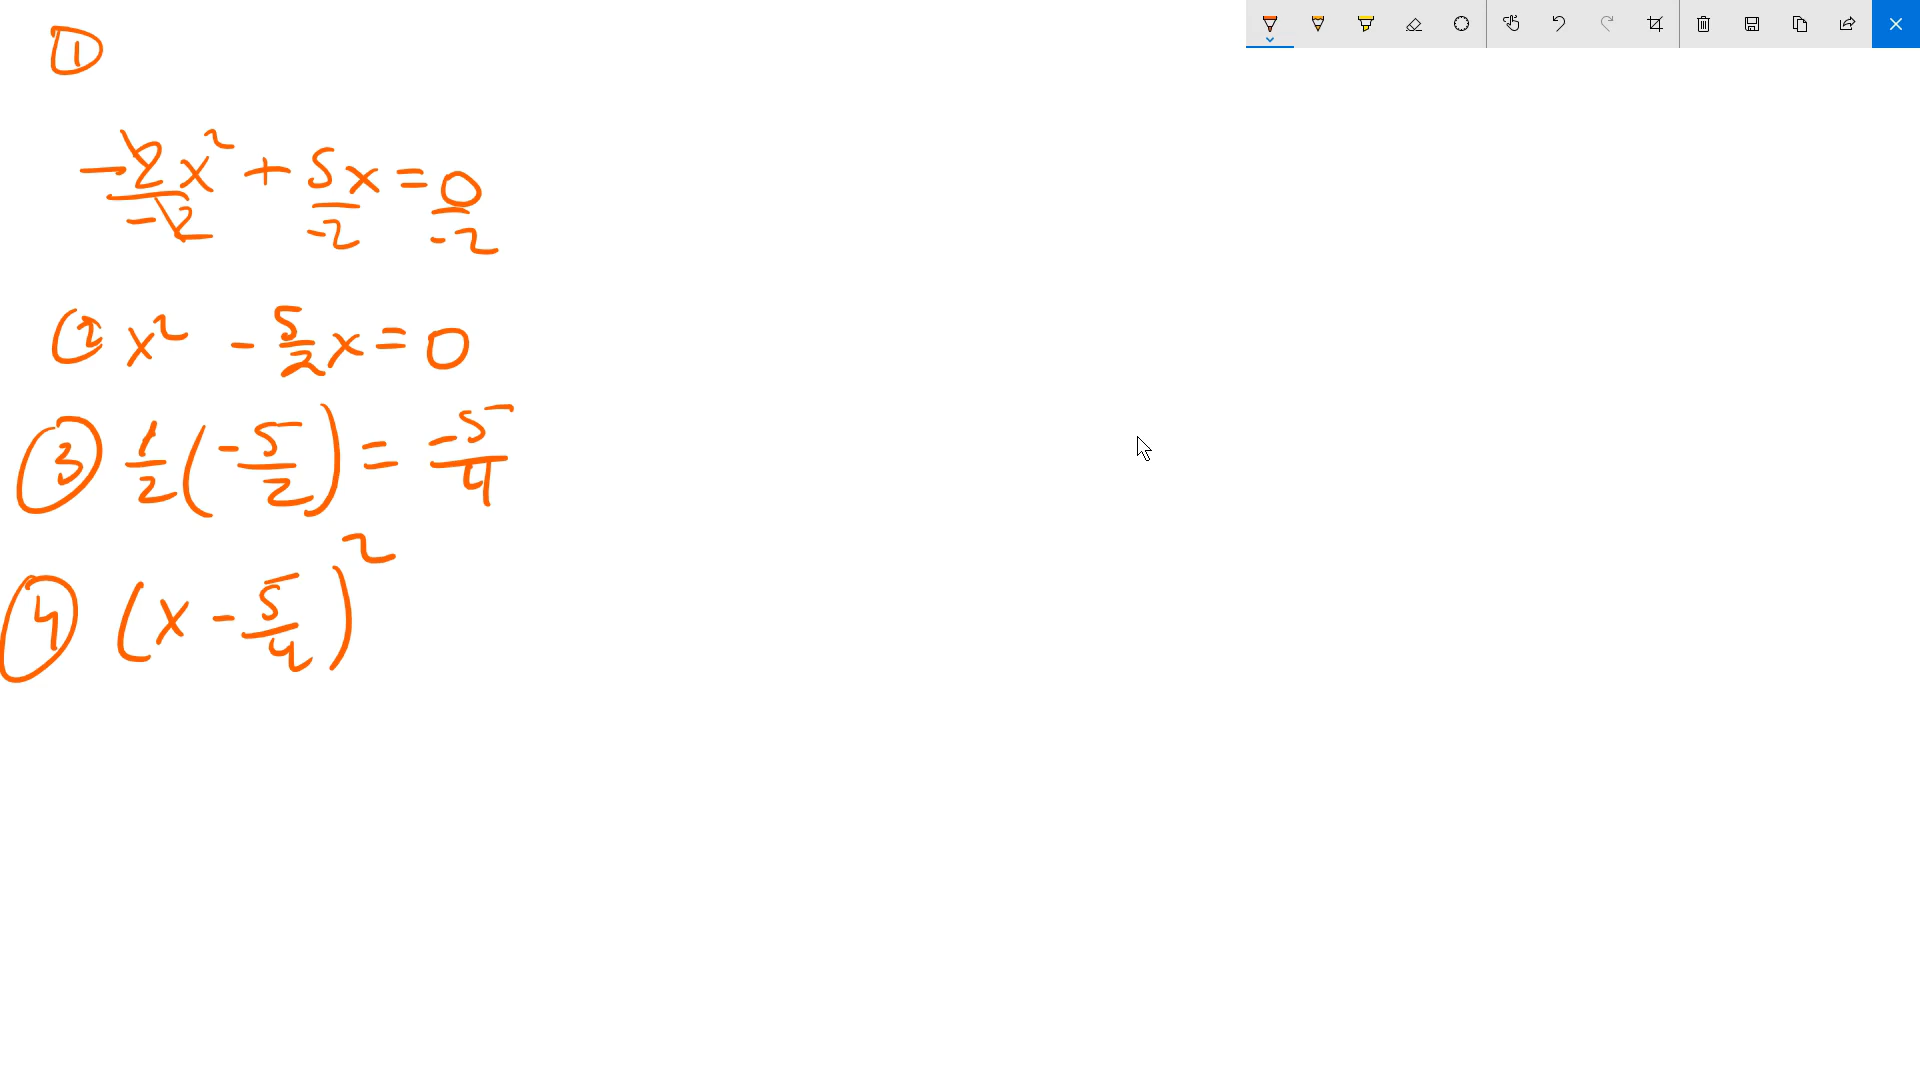 ①
-2x² + 5x = 0
-2 -2 -2
② x² - 5/2 x = 0
③ 1/2 (-5/2) = -5/4
④ (x - 5/4)²